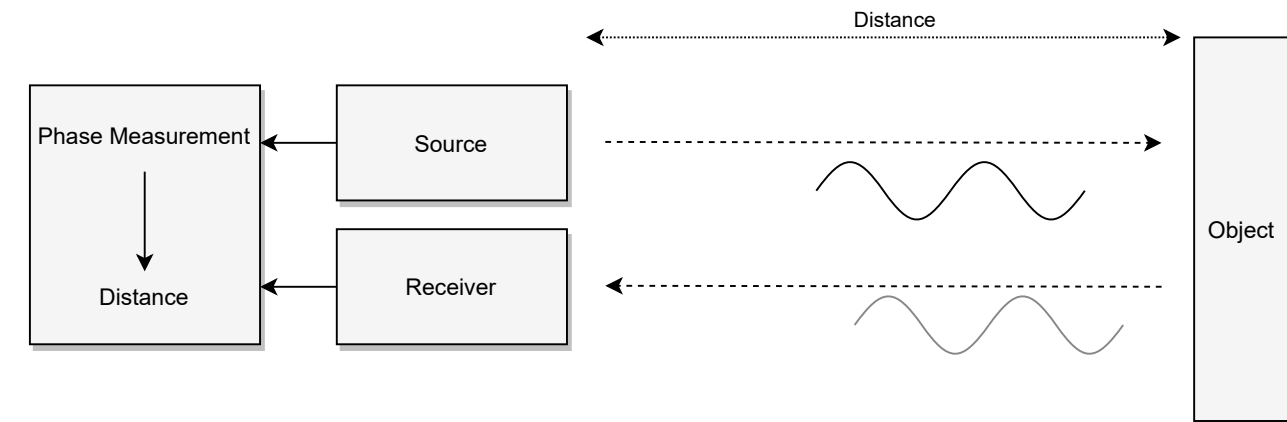 Distance
Phase Measurement
Source
Object
Receiver
Distance